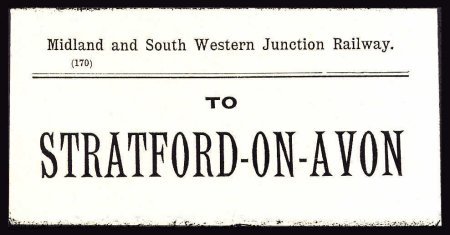 Midland and South Western Junction Railway.
(170)
TO
STRATFORD-ON-AVON